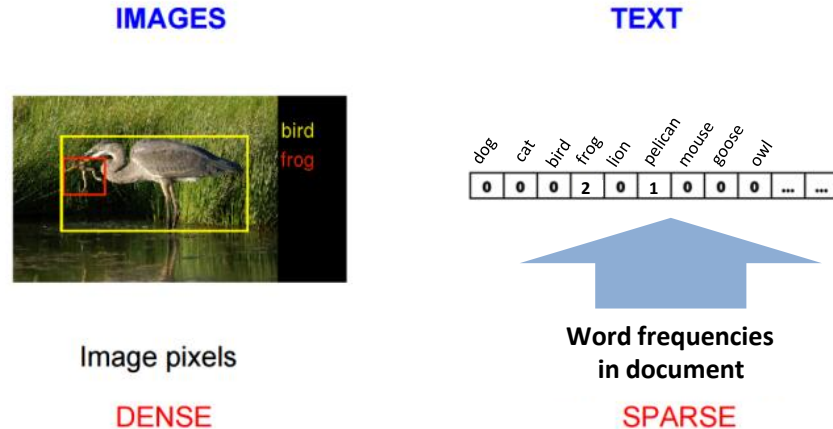 IMAGES
bird
frog
Image pixels
DENSE
TEXT
dog cat bird frog lion pelican mouse goose owl
0 0 0 2 0 1 0 0 0 ... ...
Word frequencies
in document
SPARSE